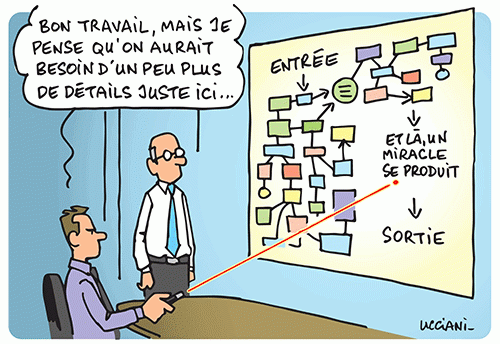 BON TRAVAIL, MAIS JE
PENSE QU'ON AURAIT
BESOIN D'UN PEU PLUS
DE DÉTAILS JUSTE ICI...
ENTRÉE
ET LÀ, UN
MIRACLE
SE PRODUIT
SORTIE
UCCIANI_